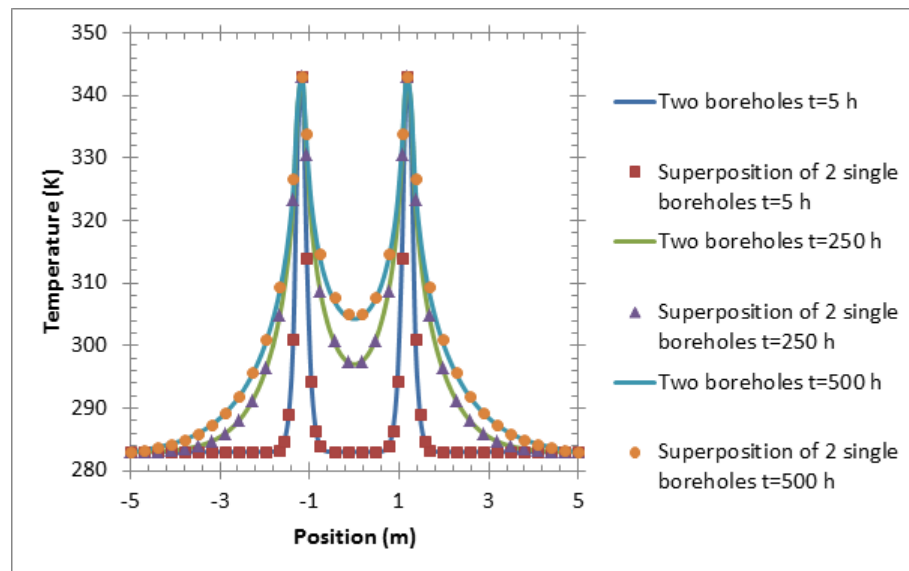 350
340
330
320
310
300
290
280
Temperature (K)
-5
-3
-1
1
3
5
Position (m)
Two boreholes t=5 h
Superposition of 2 single
boreholes t=5 h
Two boreholes t=250 h
Superposition of 2 single
boreholes t=250 h
Two boreholes t=500 h
Superposition of 2 single
boreholes t=500 h